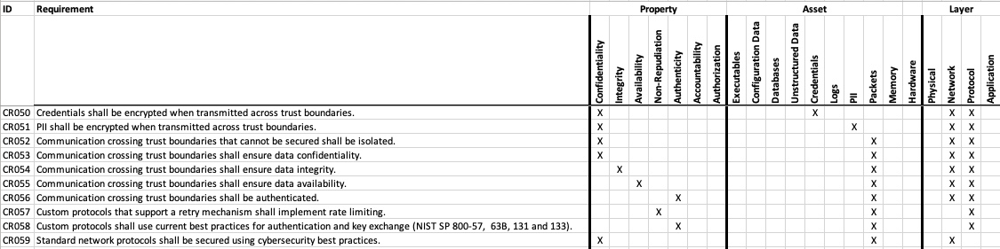 ID Requirement Property Asset Layer
Confidentiality Integrity Availability Non-Repudiation Authenticity Accountability Authorization Executables Configuration Data Databases Unstructured Data Credentials Logs PII Packets Memory Hardware Physical Network Protocol Application
CR050 Credentials shall be encrypted when transmitted across trust boundaries. X X X X
CR051 PII shall be encrypted when transmitted across trust boundaries. X X X X
CR052 Communication crossing trust boundaries that cannot be secured shall be isolated. X X X X
CR053 Communication crossing trust boundaries shall ensure data confidentiality. X X X X
CR054 Communication crossing trust boundaries shall ensure data integrity. X X X X
CR055 Communication crossing trust boundaries shall ensure data availability. X X X X
CR056 Communication crossing trust boundaries shall be authenticated. X X X X
CR057 Custom protocols that support a retry mechanism shall implement rate limiting. X X X
CR058 Custom protocols shall use current best practices for authentication and key exchange (NIST SP 800-57, 63B, 131 and 133). X X X
CR059 Standard network protocols shall be secured using cybersecurity best practices. X X X